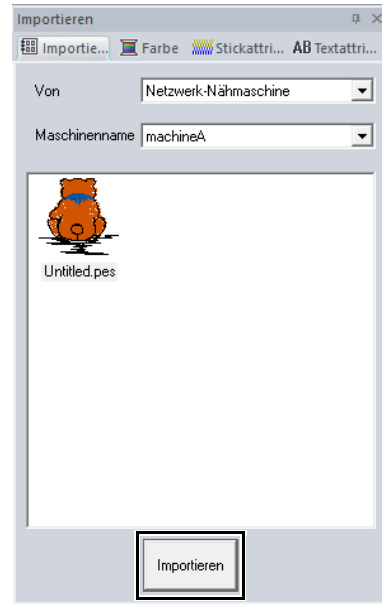 Importieren
Importie... Farbe Stickattri... AB Textattri...
Von Netzwerk-Nähmaschine
Maschinenname machineA
Untitled.pes
Importieren